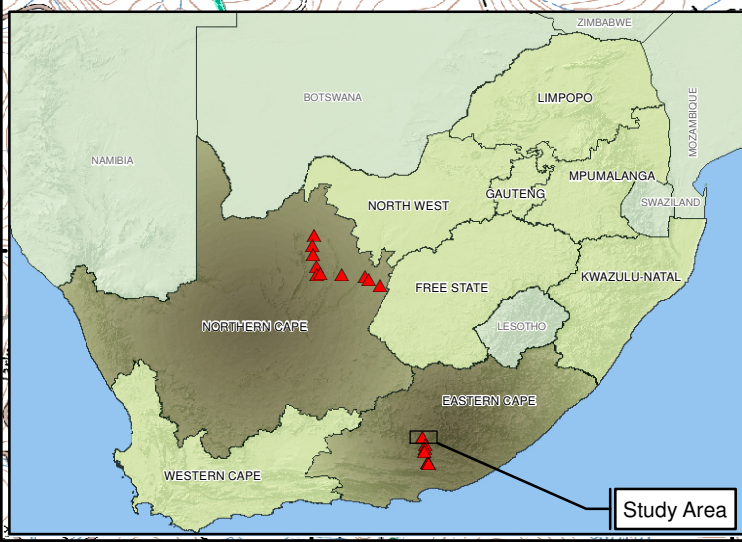 ZIMBABWE
BOTSWANA
LIMPOPO
MOZAMBIQUE
NAMIBIA
MPUMALANGA
GAUTENG
NORTH WEST
SWAZILAND
KWAZULU-NATAL
FREE STATE
NORTHERN CAPE
LESOTHO
EASTERN CAPE
WESTERN CAPE
Study Area